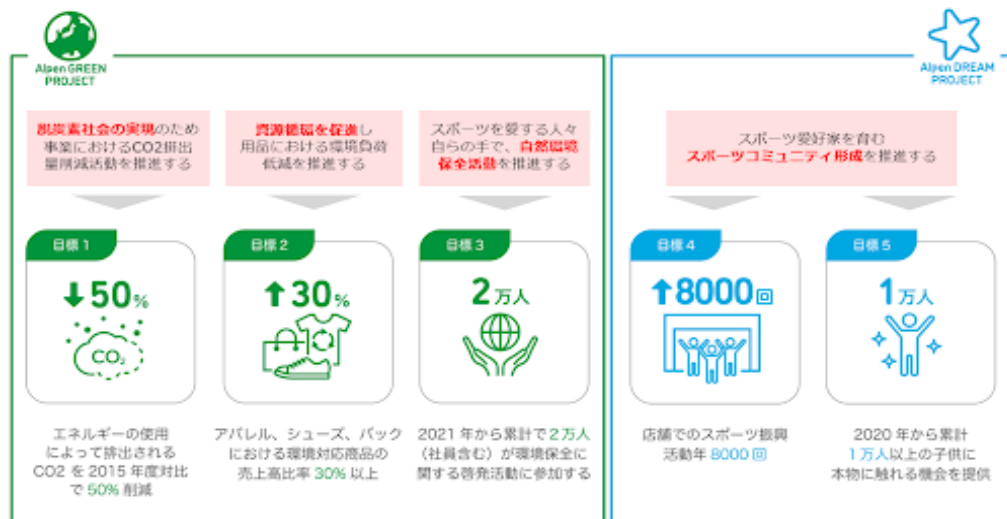 Alpen GREEN
PROJECT
Alpen DREAM
PROJECT
脱炭素社会の実現のため
事業におけるCO2排出
量削減活動を推進する
資源循環を促進し
用品における環境負荷
低減を推進する
スポーツを愛する人々
自らの手で、自然環境
保全活動を推進する
スポーツ愛好家を育む
スポーツコミュニティ形成を推進する
目標 1
↓50%
CO2
エネルギーの使用
によって排出される
CO2 を 2015 年度対比
で 50% 削減
目標 2
↑30%
アパレル、シューズ、バック
における環境対応商品の
売上高比率 30% 以上
目標 3
2万人
2021 年から累計で 2万人
（社員含む）が環境保全に
関する啓発活動に参加する
目標 4
↑8000回
店舗でのスポーツ振興
活動年 8000 回
目標 5
1万人
2020 年から累計
1万人以上の子供に
本物に触れる機会を提供